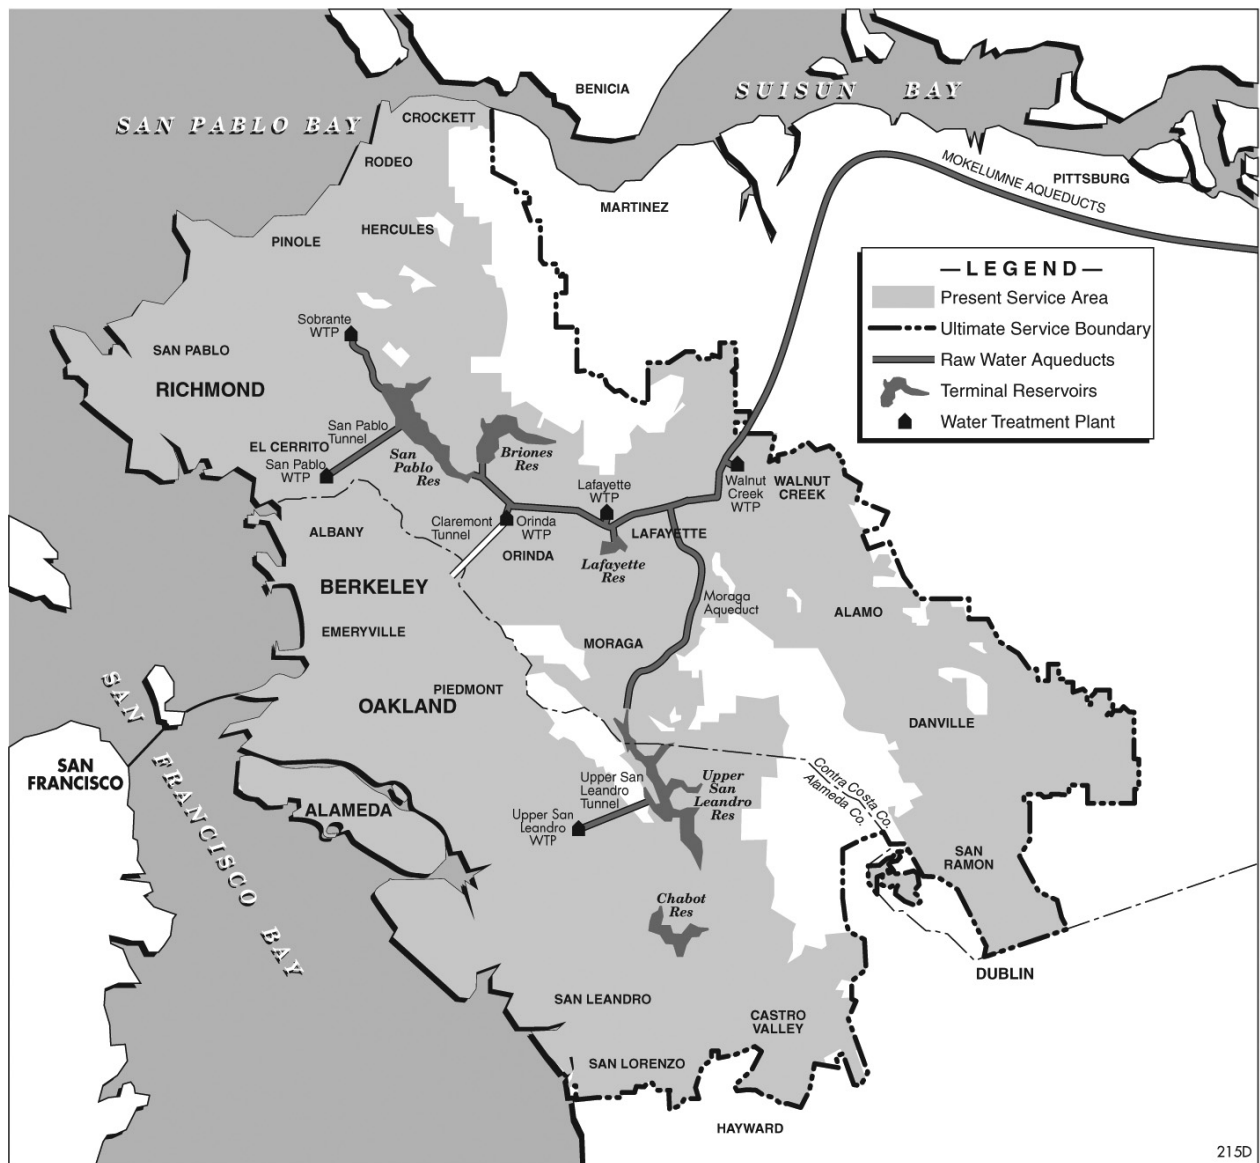 BENICIA
SUISUN BAY
SAN PABLO BAY
CROCKETT
RODEO
MOKELUMNE AQUEDUCTS
PITTSBURG
MARTINEZ
HERCULES
PINOLE
—LEGEND—
Present Service Area
Ultimate Service Boundary
Raw Water Aqueducts
Terminal Reservoirs
Water Treatment Plant
Sobrante
WTP
SAN PABLO
RICHMOND
San Pablo
Tunnel
EL CERRITO
San Pablo
WTP
San
Pablo
Res
Briones
Res
Lafayette
WTP
Walnut
Creek
WTP
WALNUT
CREEK
ALBANY
Claremont
Tunnel
Orinda
WTP
LAFAYETTE
ORINDA
Lafayette
Res
BERKELEY
Moraga
Aqueduct
ALAMO
EMERYVILLE
MORAGA
PIEDMONT
OAKLAND
DANVILLE
SAN FRANCISCO BAY
SAN
FRANCISCO
Contra Costa Co.
Alameda Co.
Upper San
Leandro
Tunnel
Upper
San
Leandro
Res
ALAMEDA
Upper San
Leandro
WTP
SAN
RAMON
Chabot
Res
DUBLIN
SAN LEANDRO
CASTRO
VALLEY
SAN LORENZO
HAYWARD
215D